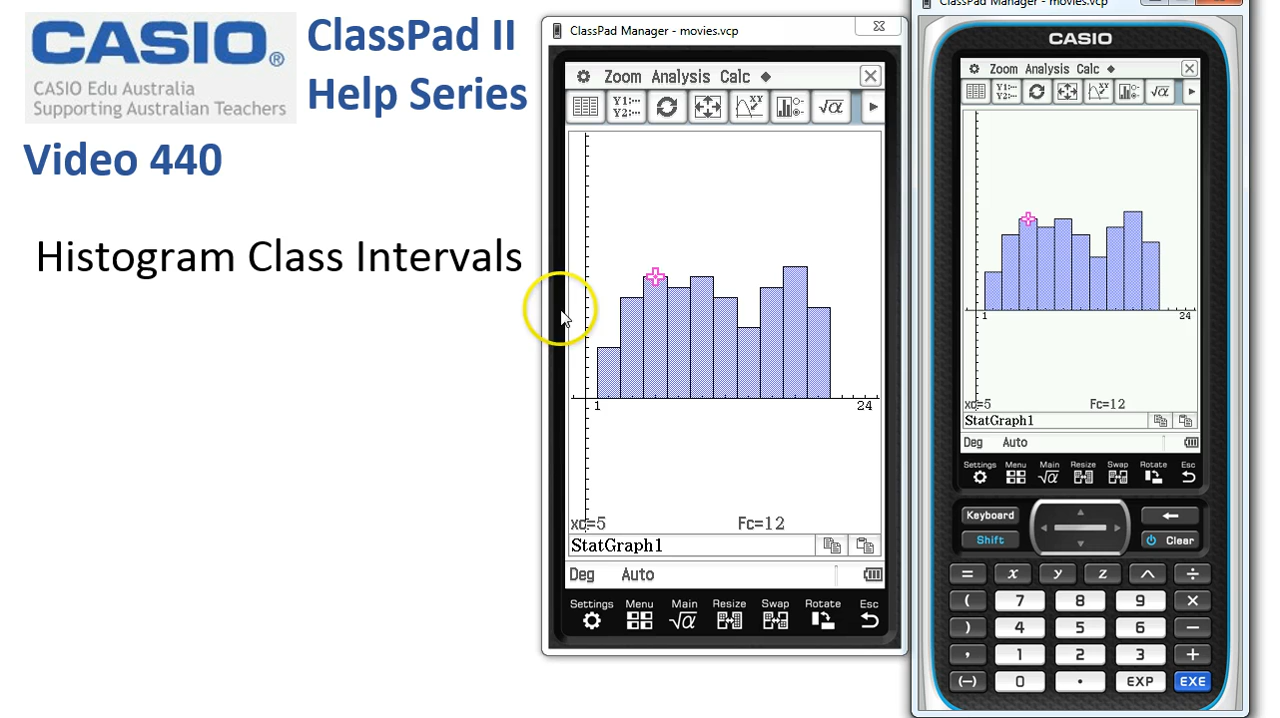 CASIO®
CASIO Edu Australia
Supporting Australian Teachers
ClassPad II
Help Series
Video 440
Histogram Class Intervals
ClassPad Manager - movies.vcp
Zoom Analysis Calc
Y1:
Y2:
√α
1
24
xc=5
Fc=12
StatGraph1
Deg Auto
Settings Menu Main Resize Swap Rotate Esc
√α
ClassPad Manager - movies.vcp
CASIO
Zoom Analysis Calc
Y1:
Y2:
√α
1
24
xc=5
Fc=12
StatGraph1
Deg Auto
Settings Menu Main Resize Swap Rotate Esc
√α
Keyboard
Shift
Clear
= x y z ^ ÷
( 7 8 9 ×
) 4 5 6 −
, 1 2 3 +
(−) 0 · EXP EXE